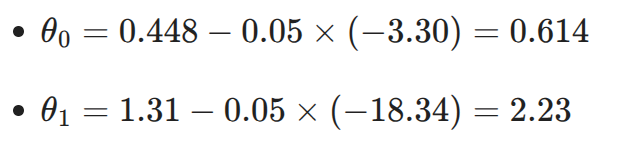 • θ₀ = 0.448 − 0.05 × (−3.30) = 0.614
• θ₁ = 1.31 − 0.05 × (−18.34) = 2.23